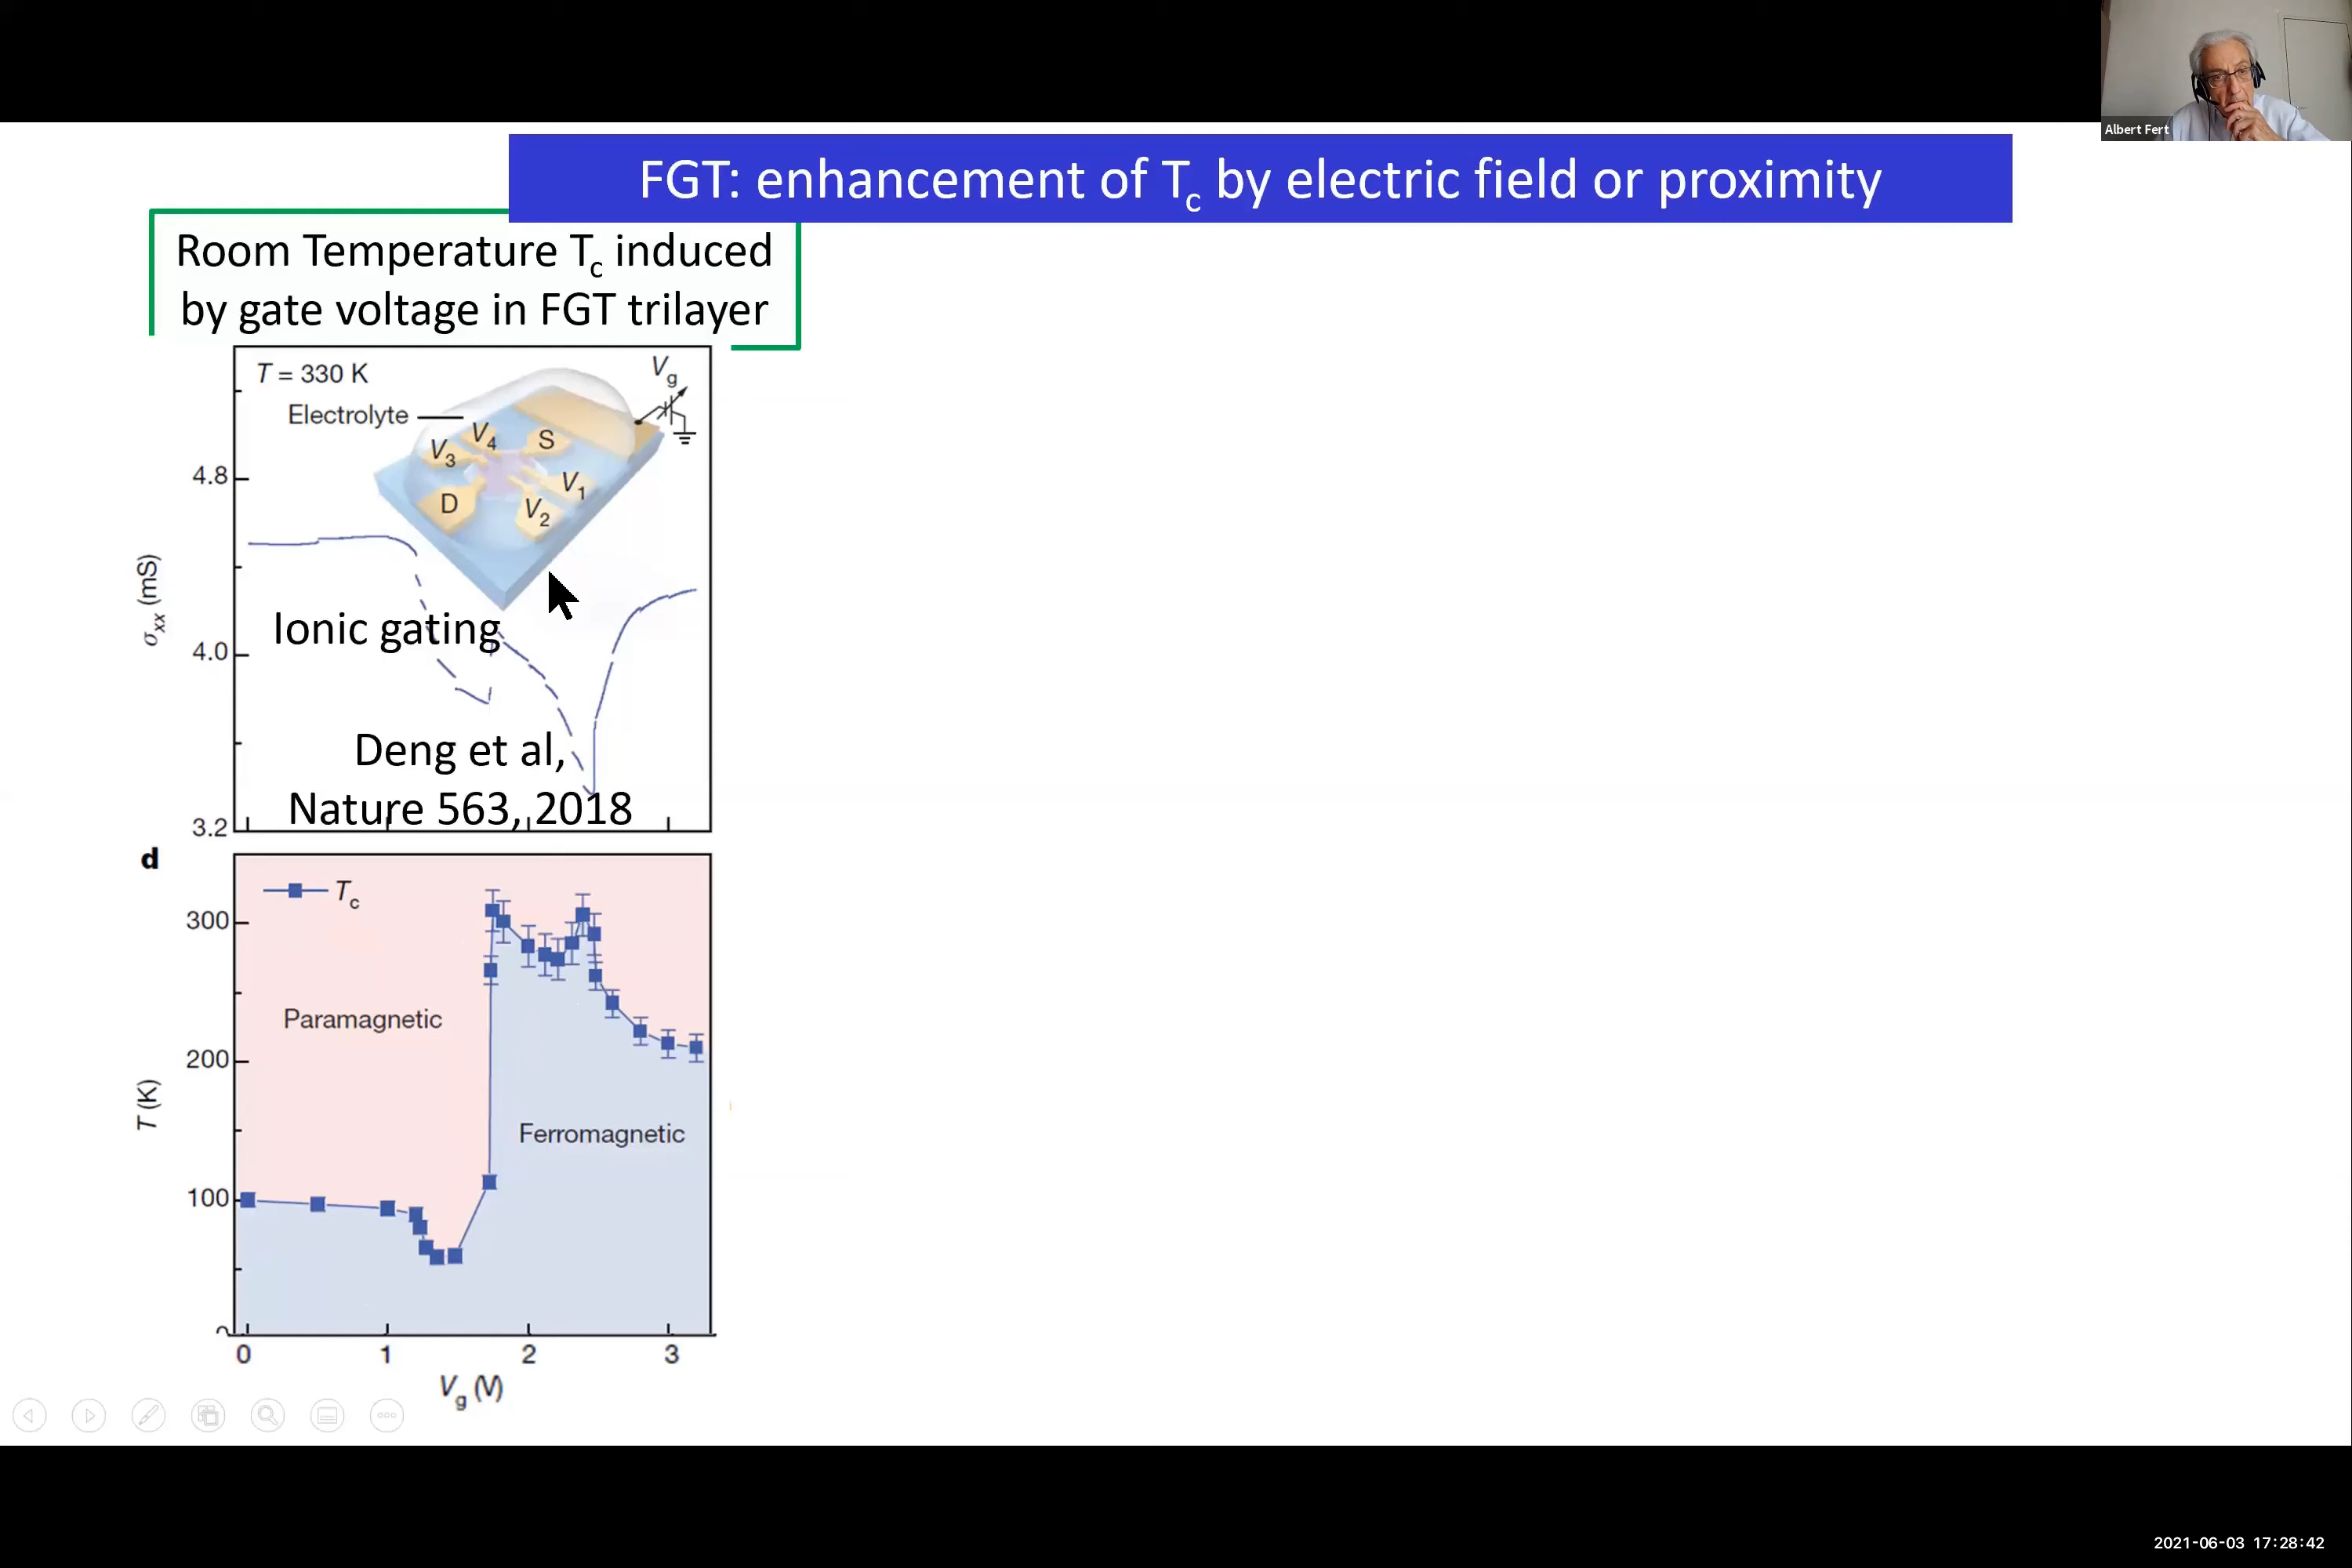 Albert Fert
FGT: enhancement of Tc by electric field or proximity
Room Temperature Tc induced
by gate voltage in FGT trilayer
T = 330 K
Vg
Electrolyte
V4
S
V3
V1
D
V2
4.8
4.0
3.2
σxx (mS)
Ionic gating
Deng et al,
Nature 563, 2018
d
Tc
300
200
100
0
T (K)
Paramagnetic
Ferromagnetic
0 1 2 3
Vg (V)
2021-06-03 17:28:42